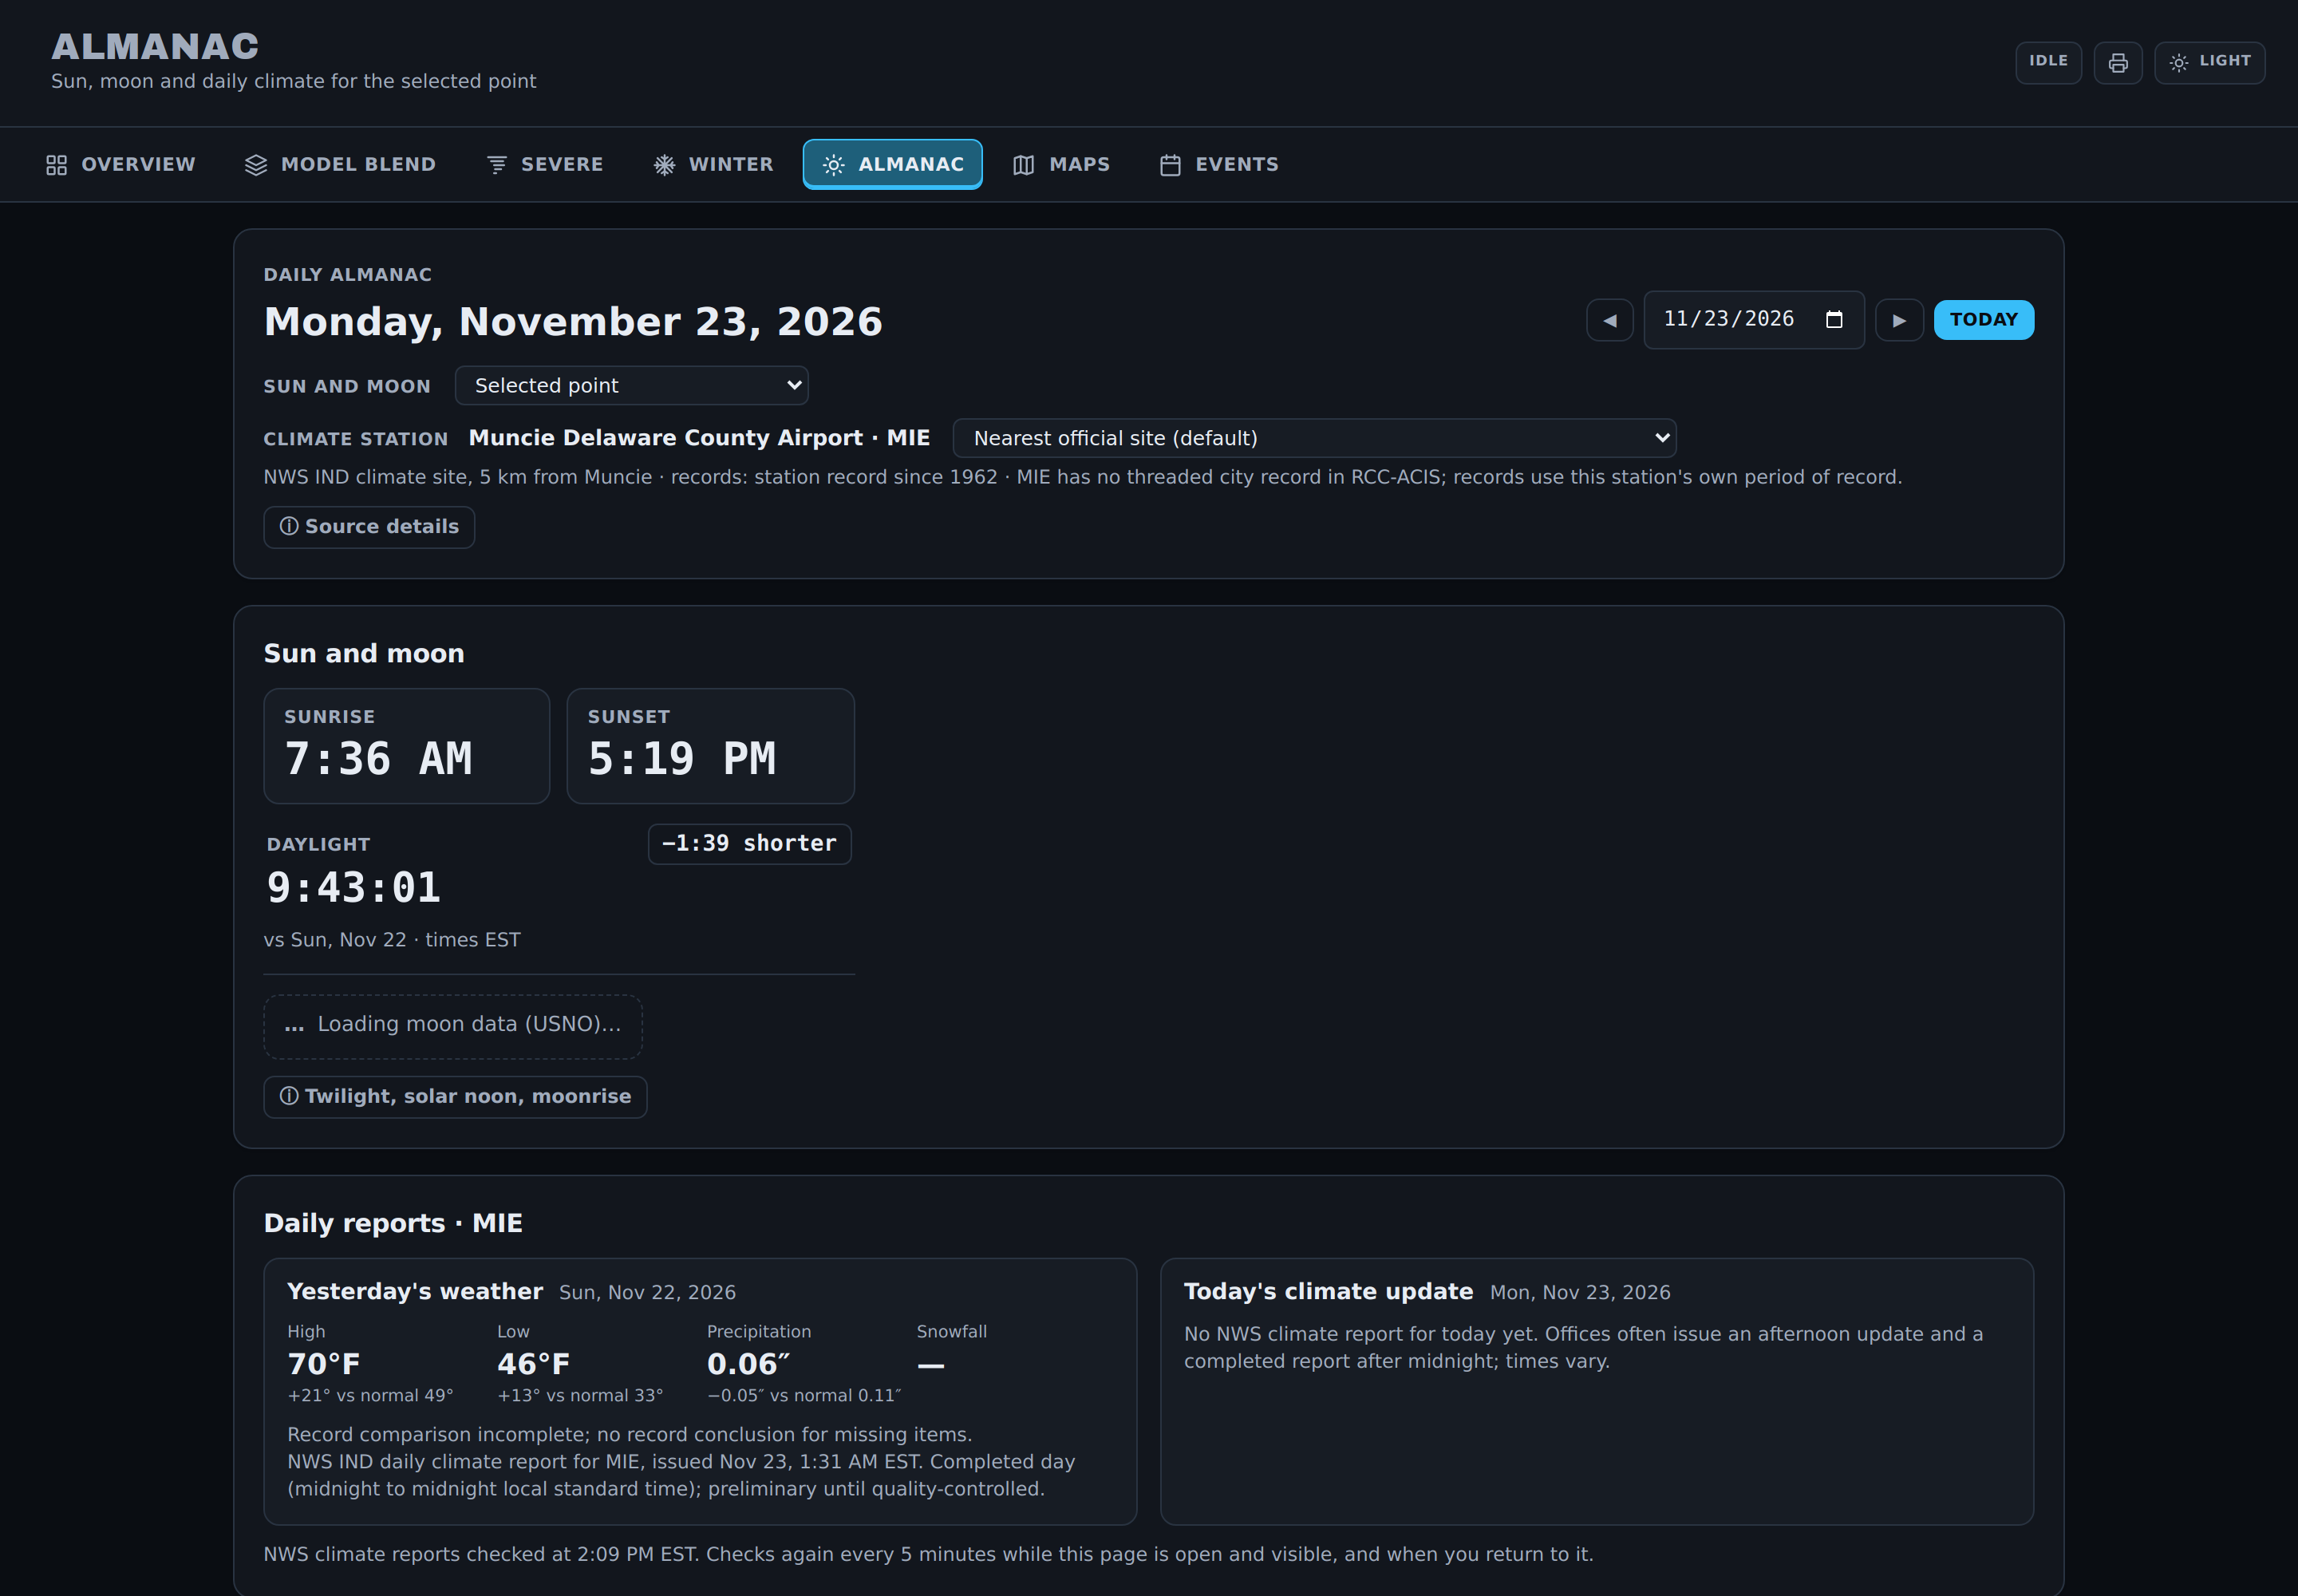 ALMANAC
Sun, moon and daily climate for the selected point
IDLE
LIGHT
OVERVIEW
MODEL BLEND
SEVERE
WINTER
ALMANAC
MAPS
EVENTS
DAILY ALMANAC
Monday, November 23, 2026
◀
11/23/2026
▶
TODAY
SUN AND MOON
Selected point
CLIMATE STATION
Muncie Delaware County Airport · MIE
Nearest official site (default)
NWS IND climate site, 5 km from Muncie · records: station record since 1962 · MIE has no threaded city record in RCC-ACIS; records use this station's own period of record.
ⓘ Source details
Sun and moon
SUNRISE
7:36 AM
SUNSET
5:19 PM
DAYLIGHT
−1:39 shorter
9:43:01
vs Sun, Nov 22 · times EST
… Loading moon data (USNO)…
ⓘ Twilight, solar noon, moonrise
Daily reports · MIE
Yesterday's weather Sun, Nov 22, 2026
High
70°F
+21° vs normal 49°
Low
46°F
+13° vs normal 33°
Precipitation
0.06″
−0.05″ vs normal 0.11″
Snowfall
—
Record comparison incomplete; no record conclusion for missing items.
NWS IND daily climate report for MIE, issued Nov 23, 1:31 AM EST. Completed day
(midnight to midnight local standard time); preliminary until quality-controlled.
Today's climate update Mon, Nov 23, 2026
No NWS climate report for today yet. Offices often issue an afternoon update and a
completed report after midnight; times vary.
NWS climate reports checked at 2:09 PM EST. Checks again every 5 minutes while this page is open and visible, and when you return to it.